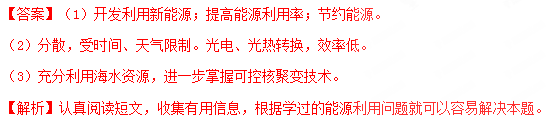 【答案】（1）开发利用新能源；提高能源利用率；节约能源。
（2）分散，受时间、天气限制。光电、光热转换，效率低。
（3）充分利用海水资源，进一步掌握可控核聚变技术。
【解析】认真阅读短文，收集有用信息，根据学过的能源利用问题就可以容易解决本题。